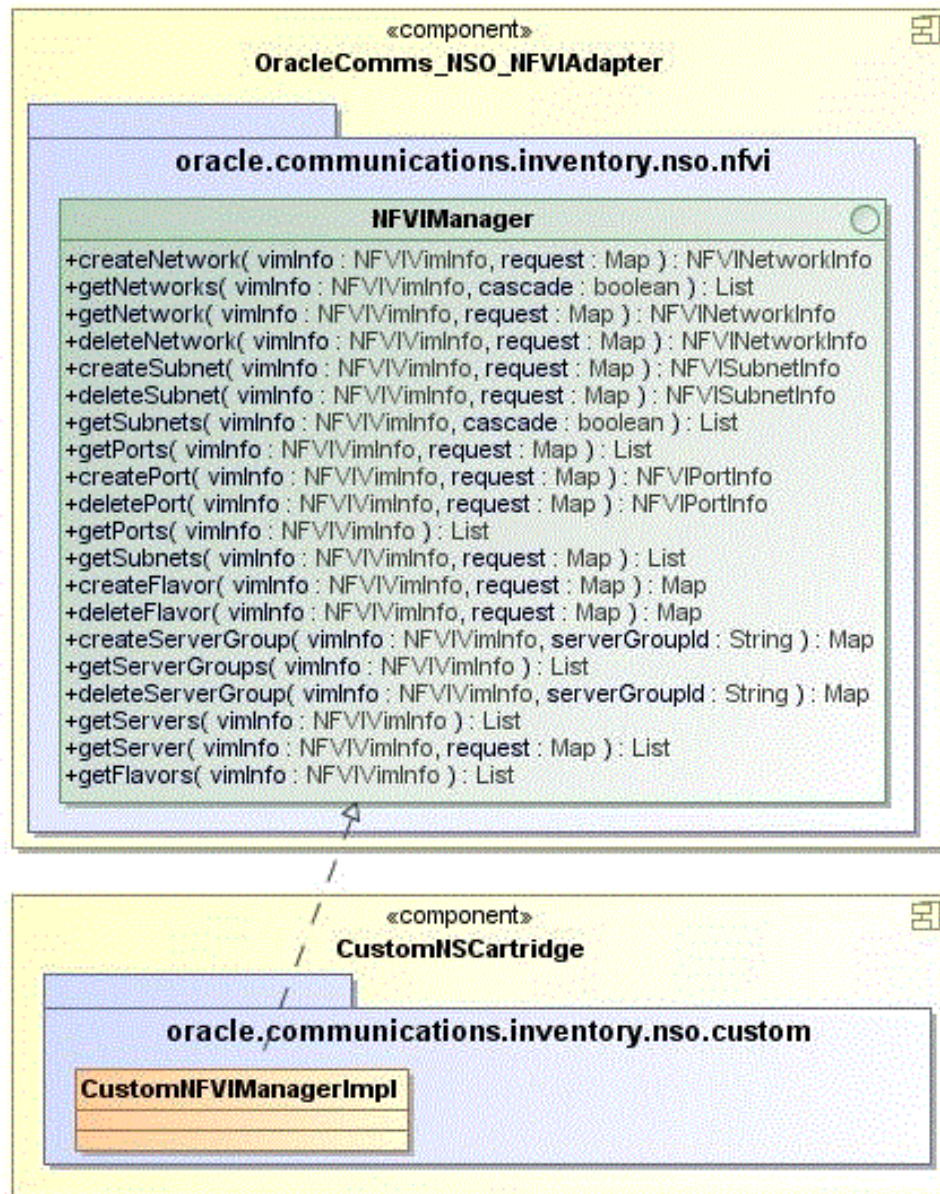 «component»
OracleComms_NSO_NFVIAdapter
oracle.communications.inventory.nso.nfvi
NFVIManager
+createNetwork( vimInfo : NFVIVimInfo, request : Map ) : NFVINetworkInfo
+getNetworks( vimInfo : NFVIVimInfo, cascade : boolean ) : List
+getNetwork( vimInfo : NFVIVimInfo, request : Map ) : NFVINetworkInfo
+deleteNetwork( vimInfo : NFVIVimInfo, request : Map ) : NFVINetworkInfo
+createSubnet( vimInfo : NFVIVimInfo, request : Map ) : NFVISubnetInfo
+deleteSubnet( vimInfo : NFVIVimInfo, request : Map ) : NFVISubnetInfo
+getSubnets( vimInfo : NFVIVimInfo, cascade : boolean ) : List
+getPorts( vimInfo : NFVIVimInfo, request : Map ) : List
+createPort( vimInfo : NFVIVimInfo, request : Map ) : NFVIPortInfo
+deletePort( vimInfo : NFVIVimInfo, request : Map ) : NFVIPortInfo
+getPorts( vimInfo : NFVIVimInfo ) : List
+getSubnets( vimInfo : NFVIVimInfo, request : Map ) : List
+createFlavor( vimInfo : NFVIVimInfo, request : Map ) : Map
+deleteFlavor( vimInfo : NFVIVimInfo, request : Map ) : Map
+createServerGroup( vimInfo : NFVIVimInfo, serverGroupId : String ) : Map
+getServerGroups( vimInfo : NFVIVimInfo ) : List
+deleteServerGroup( vimInfo : NFVIVimInfo, serverGroupId : String ) : Map
+getServers( vimInfo : NFVIVimInfo ) : List
+getServer( vimInfo : NFVIVimInfo, request : Map ) : List
+getFlavors( vimInfo : NFVIVimInfo ) : List
«component»
CustomNSCartridge
oracle.communications.inventory.nso.custom
CustomNFVIManagerImpl